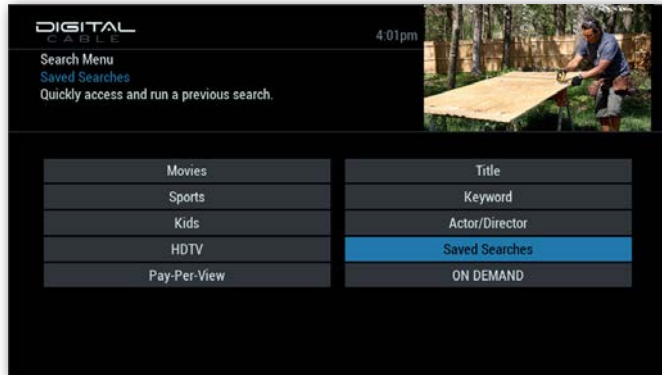 DIGITAL
CABLE
4:01pm
Search Menu
Saved Searches
Quickly access and run a previous search.
Movies
Title
Sports
Keyword
Kids
Actor/Director
HDTV
Saved Searches
Pay-Per-View
ON DEMAND